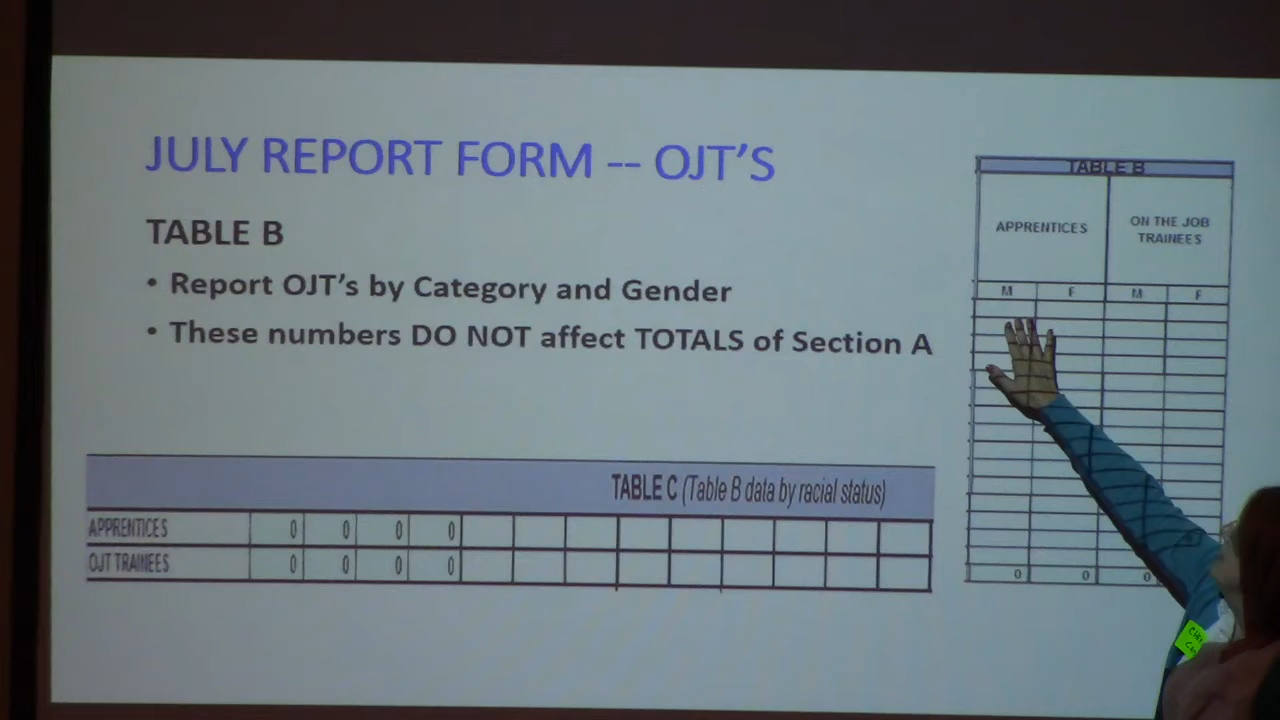 JULY REPORT FORM -- OJT'S
TABLE B
• Report OJT's by Category and Gender
• These numbers DO NOT affect TOTALS of Section A
TABLE C (Table B data by racial status)
APPRENTICES 0 0 0 0
OJT TRAINEES 0 0 0 0
TABLE B
APPRENTICES
ON THE JOB
TRAINEES
M F M F
0 0 0